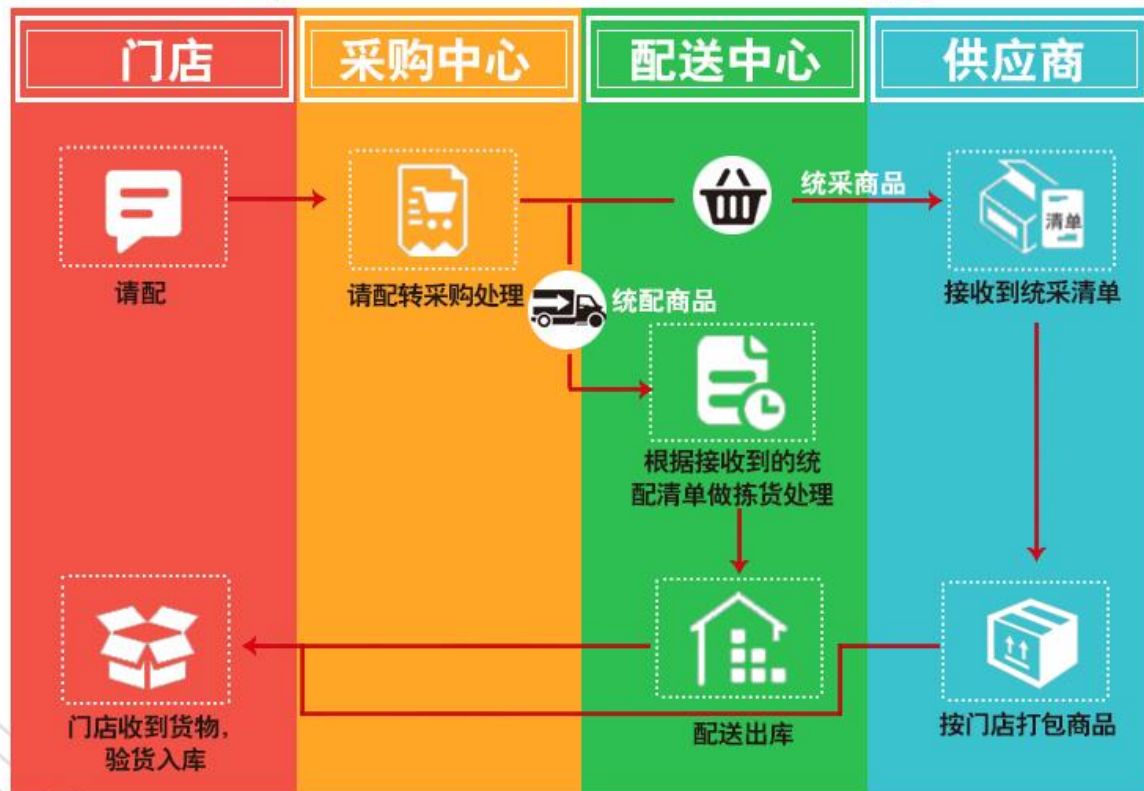 门店
采购中心
配送中心
供应商
统采商品
清单
请配
请配转采购处理
接收到统采清单
统配商品
根据接收到的统
配清单做拣货处理
门店收到货物，
验货入库
配送出库
按门店打包商品